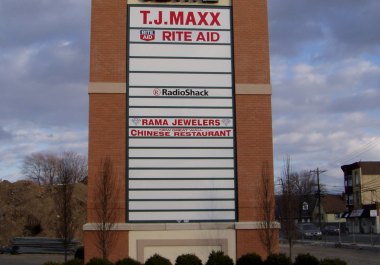 T.J.MAXX
RITE AID RITE AID
RadioShack
RAMA JEWELERS
CHINESE RESTAURANT